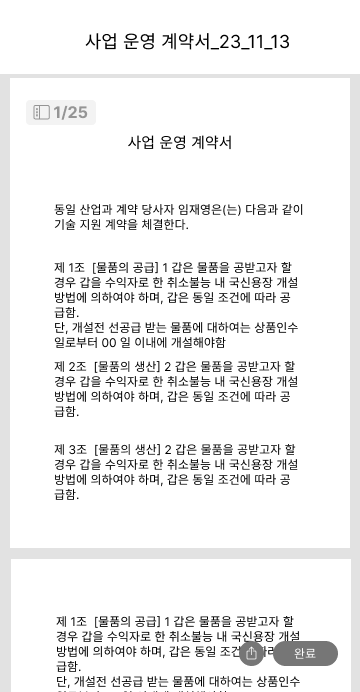 사업 운영 계약서_23_11_13
1/25
사업 운영 계약서
동일 산업과 계약 당사자 임재영은(는) 다음과 같이
기술 지원 계약을 체결한다.
제 1조  [물품의 공급] 1 갑은 물품을 공받고자 할
경우 갑을 수익자로 한 취소불능 내 국신용장 개설
방법에 의하여야 하며, 갑은 동일 조건에 따라 공
급함.
단, 개설전 선공급 받는 물품에 대하여는 상품인수
일로부터 00 일 이내에 개설해야함
제 2조  [물품의 생산] 2 갑은 물품을 공받고자 할
경우 갑을 수익자로 한 취소불능 내 국신용장 개설
방법에 의하여야 하며, 갑은 동일 조건에 따라 공
급함.
제 3조  [물품의 생산] 2 갑은 물품을 공받고자 할
경우 갑을 수익자로 한 취소불능 내 국신용장 개설
방법에 의하여야 하며, 갑은 동일 조건에 따라 공
급함.
제 1조  [물품의 공급] 1 갑은 물품을 공받고자 할
경우 갑을 수익자로 한 취소불능 내 국신용장 개설
방법에 의하여야 하며, 갑은 동일
완료
급함.
단, 개설전 선공급 받는 물품에 대하여는 상품인수